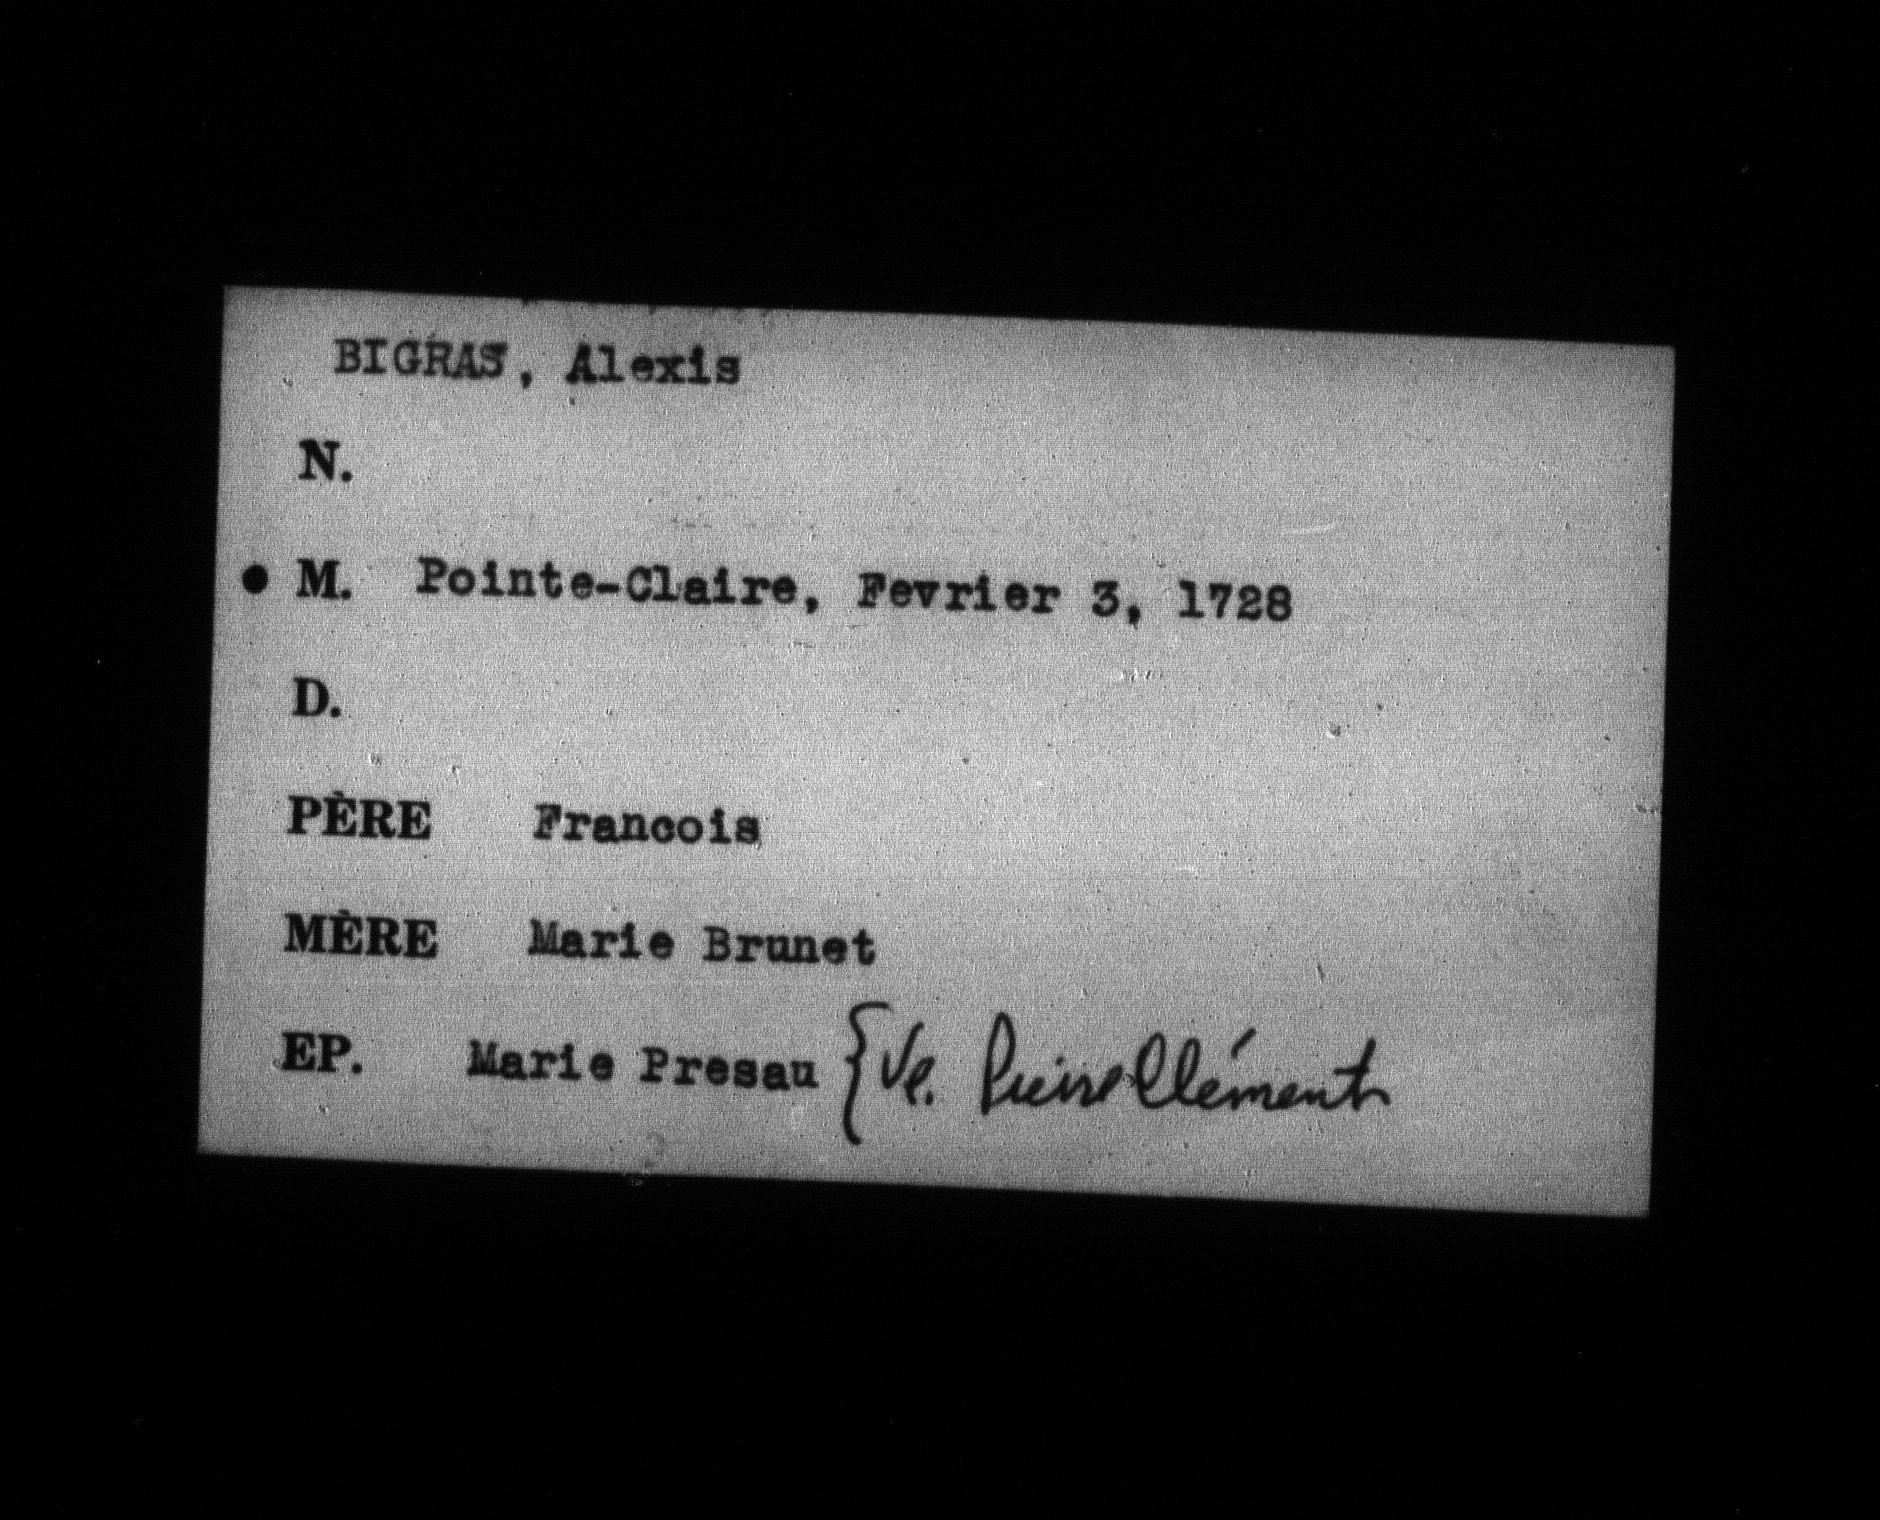 BIGRAS, Alexis
N.
M. Pointe-Claire, Fevrier 3, 1728
D.
PÈRE Francois
MÈRE Marie Brunet
EP. Marie Presau { Ve. Pierre Clément